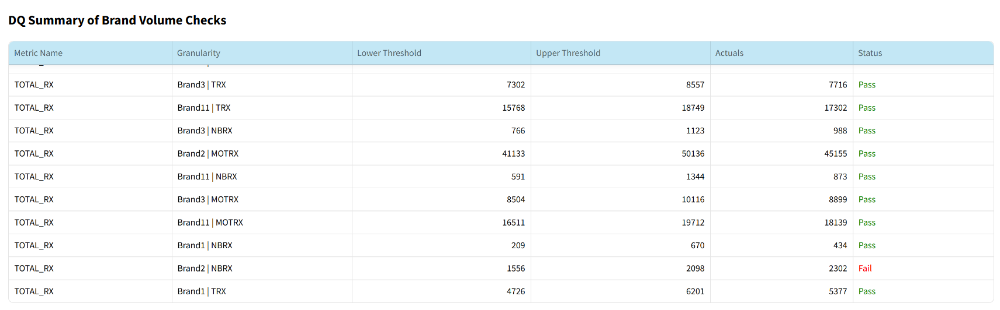 DQ Summary of Brand Volume Checks
Metric Name Granularity Lower Threshold Upper Threshold Actuals Status
TOTAL_RX Brand3 | TRX 7302 8557 7716 Pass
TOTAL_RX Brand11 | TRX 15768 18749 17302 Pass
TOTAL_RX Brand3 | NBRX 766 1123 988 Pass
TOTAL_RX Brand2 | MOTRX 41133 50136 45155 Pass
TOTAL_RX Brand11 | NBRX 591 1344 873 Pass
TOTAL_RX Brand3 | MOTRX 8504 10116 8899 Pass
TOTAL_RX Brand11 | MOTRX 16511 19712 18139 Pass
TOTAL_RX Brand1 | NBRX 209 670 434 Pass
TOTAL_RX Brand2 | NBRX 1556 2098 2302 Fail
TOTAL_RX Brand1 | TRX 4726 6201 5377 Pass